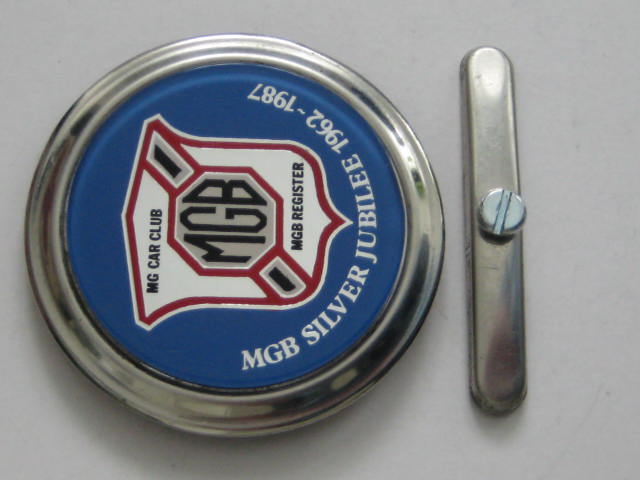 MG CAR CLUB
MGB
MGB REGISTER
MGB SILVER JUBILEE 1962~1987